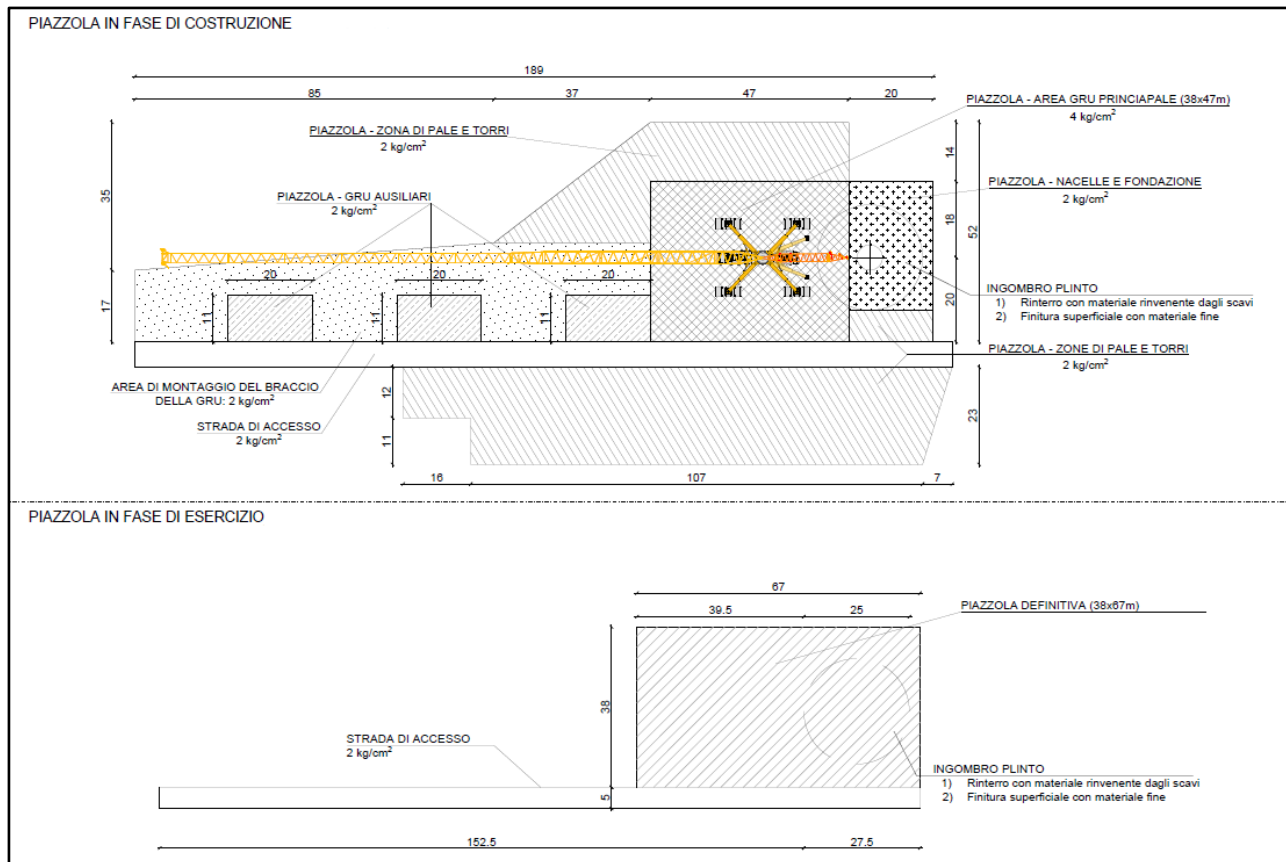 PIAZZOLA IN FASE DI COSTRUZIONE
189
85
37
47
20
PIAZZOLA - AREA GRU PRINCIAPALE (38x47m)
4 kg/cm²
PIAZZOLA - ZONA DI PALE E TORRI
2 kg/cm²
14
35
PIAZZOLA - NACELLE E FONDAZIONE
2 kg/cm²
PIAZZOLA - GRU AUSILIARI
2 kg/cm²
18
52
20
20
20
INGOMBRO PLINTO
1) Rinterro con materiale rinvenente dagli scavi
2) Finitura superficiale con materiale fine
17
11
11
11
20
PIAZZOLA - ZONE DI PALE E TORRI
2 kg/cm²
AREA DI MONTAGGIO DEL BRACCIO
DELLA GRU: 2 kg/cm²
12
23
STRADA DI ACCESSO
2 kg/cm²
11
16
107
7
PIAZZOLA IN FASE DI ESERCIZIO
67
39.5
25
PIAZZOLA DEFINITIVA (38x67m)
38
STRADA DI ACCESSO
2 kg/cm²
INGOMBRO PLINTO
1) Rinterro con materiale rinvenente dagli scavi
2) Finitura superficiale con materiale fine
5
152.5
27.5